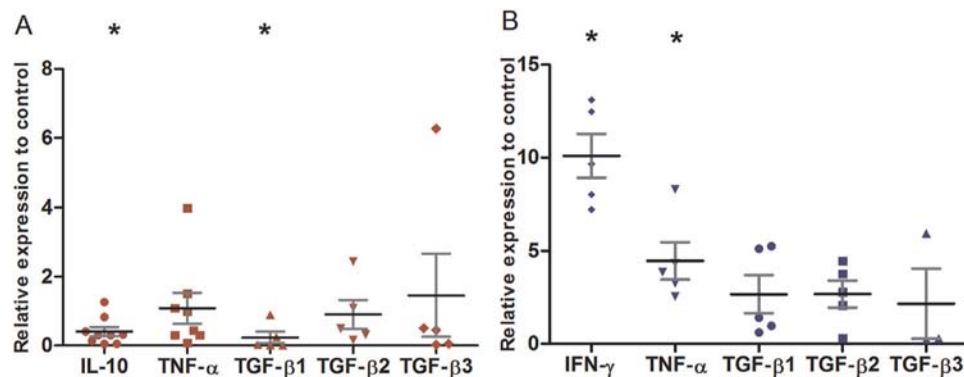 A
* *
Relative expression to control
8
6
4
2
0
IL-10 TNF-α TGF-β1 TGF-β2 TGF-β3
B
* *
Relative expression to control
15
10
5
0
IFN-γ TNF-α TGF-β1 TGF-β2 TGF-β3